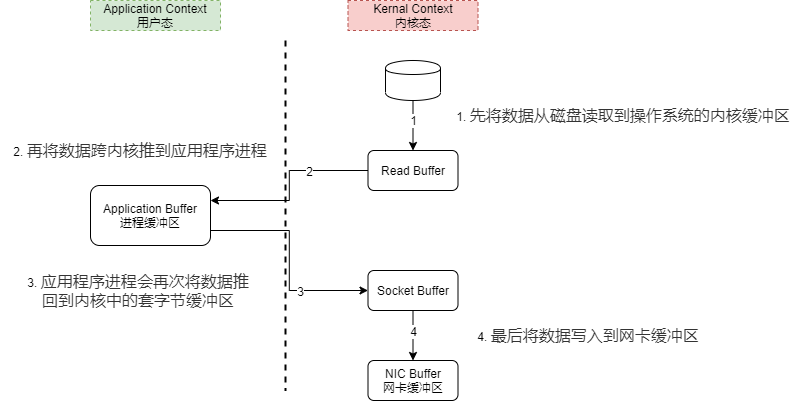 Application Context
用户态
Kernal Context
内核态
1
1. 先将数据从磁盘读取到操作系统的内核缓冲区
2. 再将数据跨内核推到应用程序进程
2
Read Buffer
Application Buffer
进程缓冲区
3. 应用程序进程会再次将数据推
回到内核中的套字节缓冲区
3
Socket Buffer
4
4. 最后将数据写入到网卡缓冲区
NIC Buffer
网卡缓冲区